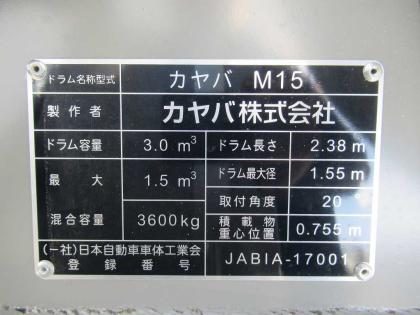 ドラム名称型式 カヤバ M15
製作者 カヤバ株式会社
ドラム容量 3.0 m³ ドラム長さ 2.38 m
最大 1.5 m³ ドラム最大径 1.55 m
取付角度 20°
混合容量 3600kg 積載物重心位置 0.755 m
(一社)日本自動車車体工業会
登録番号 JABIA-17001